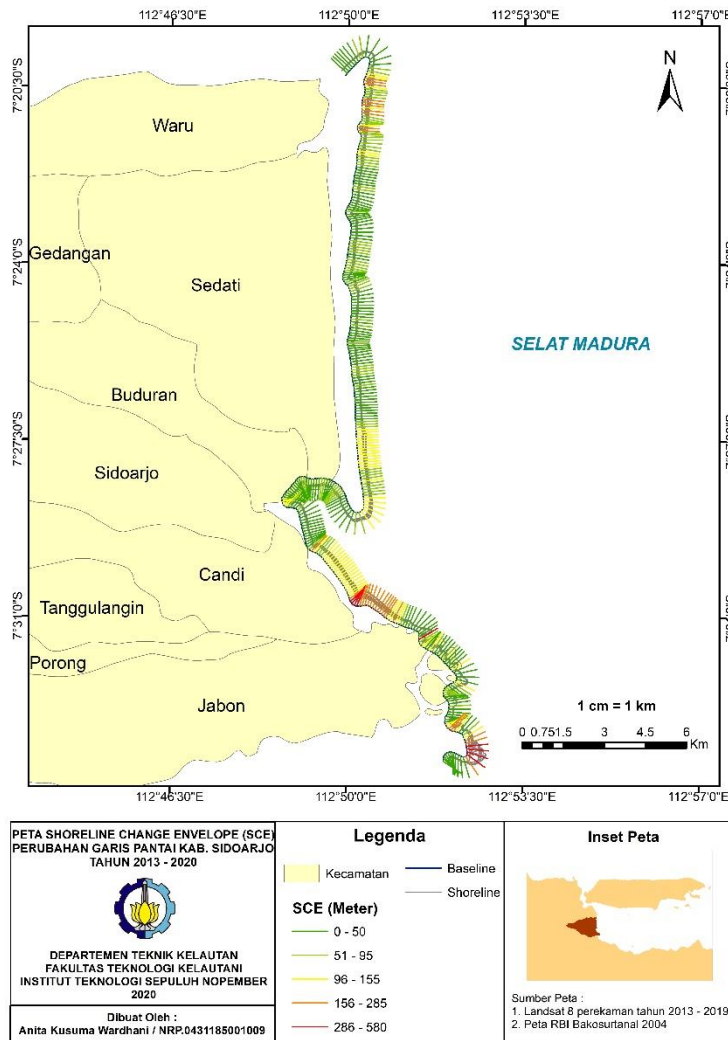 112°46'30"E 112°50'0"E 112°53'30"E 112°57'0"E
7°20'30"S
7°24'0"S
7°27'30"S
7°31'0"S
N
Waru
Gedangan
Sedati
SELAT MADURA
Buduran
Sidoarjo
Candi
Tanggulangin
Porong
Jabon
1 cm = 1 km
0 0.75 1.5 3 4.5 6
Km
112°46'30"E 112°50'0"E 112°53'30"E 112°57'0"E
PETA SHORELINE CHANGE ENVELOPE (SCE)
PERUBAHAN GARIS PANTAI KAB. SIDOARJO
TAHUN 2013 - 2020
DEPARTEMEN TEKNIK KELAUTAN
FAKULTAS TEKNOLOGI KELAUTANI
INSTITUT TEKNOLOGI SEPULUH NOPEMBER
2020
Dibuat Oleh :
Anita Kusuma Wardhani / NRP.0431185001009
Legenda
Kecamatan
Baseline
Shoreline
SCE (Meter)
0 - 50
51 - 95
96 - 155
156 - 285
286 - 580
Inset Peta
Sumber Peta :
1. Landsat 8 perekaman tahun 2013 - 2019
2. Peta RBI Bakosurtanal 2004